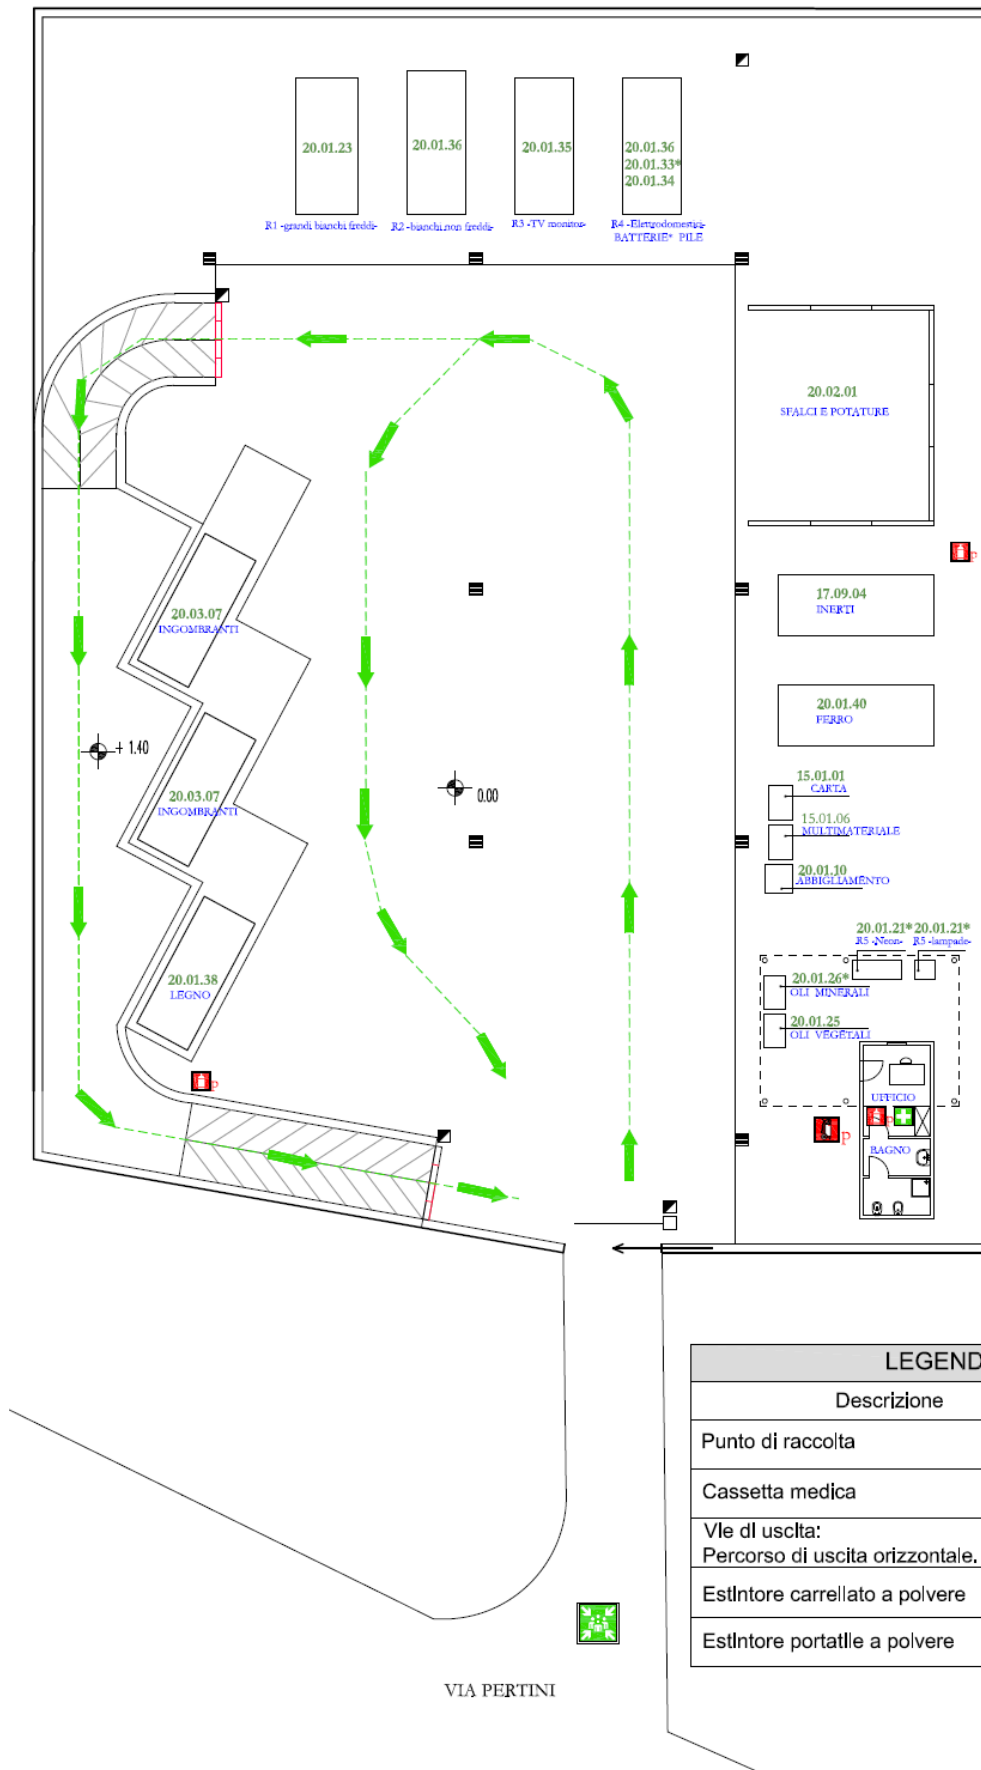 20.01.23
20.01.36
20.01.35
20.01.36
20.01.33*
20.01.34
R1 -grandi bianchi freddi-
R2 -bianchi non freddi-
R3 -TV monitor-
R4 -Elettrodomestici-
BATTERIE* PILE
20.02.01
SFALCI E POTATURE
P
17.09.04
INERTI
20.03.07
INGOMBRANTI
20.01.40
FERRO
+ 1.40
0.00
15.01.01
CARTA
20.03.07
INGOMBRANTI
15.01.06
MULTIMATERIALE
20.01.10
ABBIGLIAMENTO
20.01.21* 20.01.21*
R5 -Neon- R5 -lampade-
20.01.38
LEGNO
20.01.26*
OLI MINERALI
20.01.25
OLI VEGETALI
P
UFFICIO
P
P
BAGNO
LEGEND
Descrizione
Punto di raccolta
Cassetta medica
Vie di uscita:
Percorso di uscita orizzontale.
Estintore carrellato a polvere
Estintore portatile a polvere
VIA PERTINI